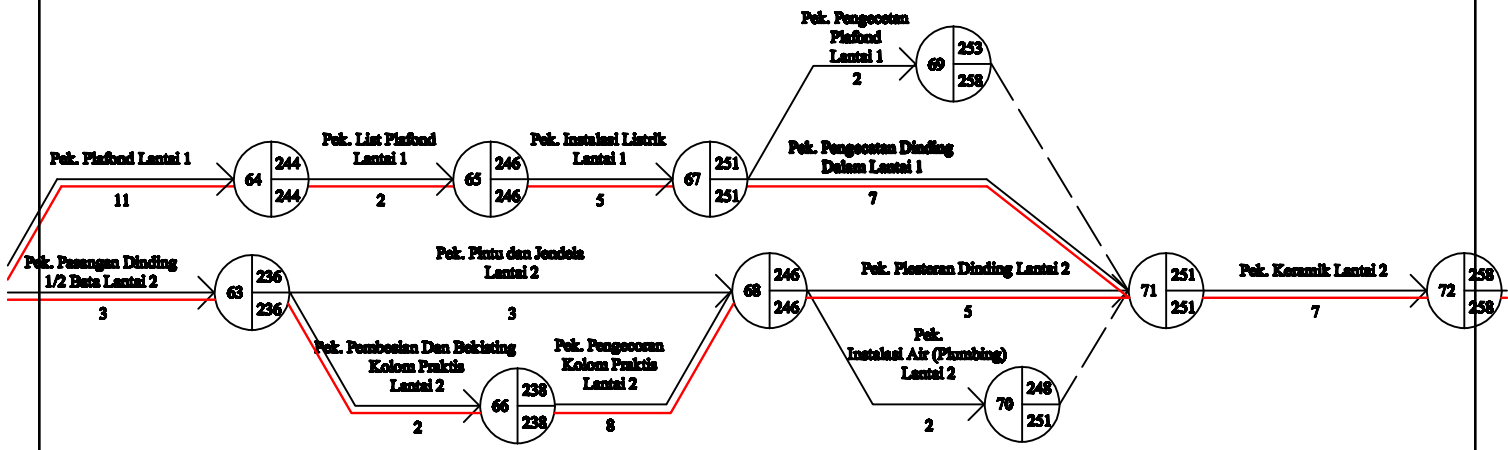 Pek. Pengecetan
Plafond
Lantai 1
2
69
253
258
Pek. Plafond Lantai 1
11
64
244
244
Pek. List Plafond
Lantai 1
2
65
246
246
Pek. Instalasi Listrik
Lantai 1
5
67
251
251
Pek. Pengecatan Dinding
Dalam Lantai 1
7
Pek. Pasangan Dinding
1/2 Bata Lantai 2
3
63
236
236
Pek. Pintu dan Jendela
Lantai 2
3
68
246
246
Pek. Plesteran Dinding Lantai 2
5
71
251
251
Pek. Keramik Lantai 2
7
72
258
258
Pek. Pembesian Dan Bekisting
Kolom Praktis
Lantai 2
2
66
238
238
Pek. Pengecoran
Kolom Praktis
Lantai 2
8
Pek.
Instalasi Air (Plumbing)
Lantai 2
2
70
248
251